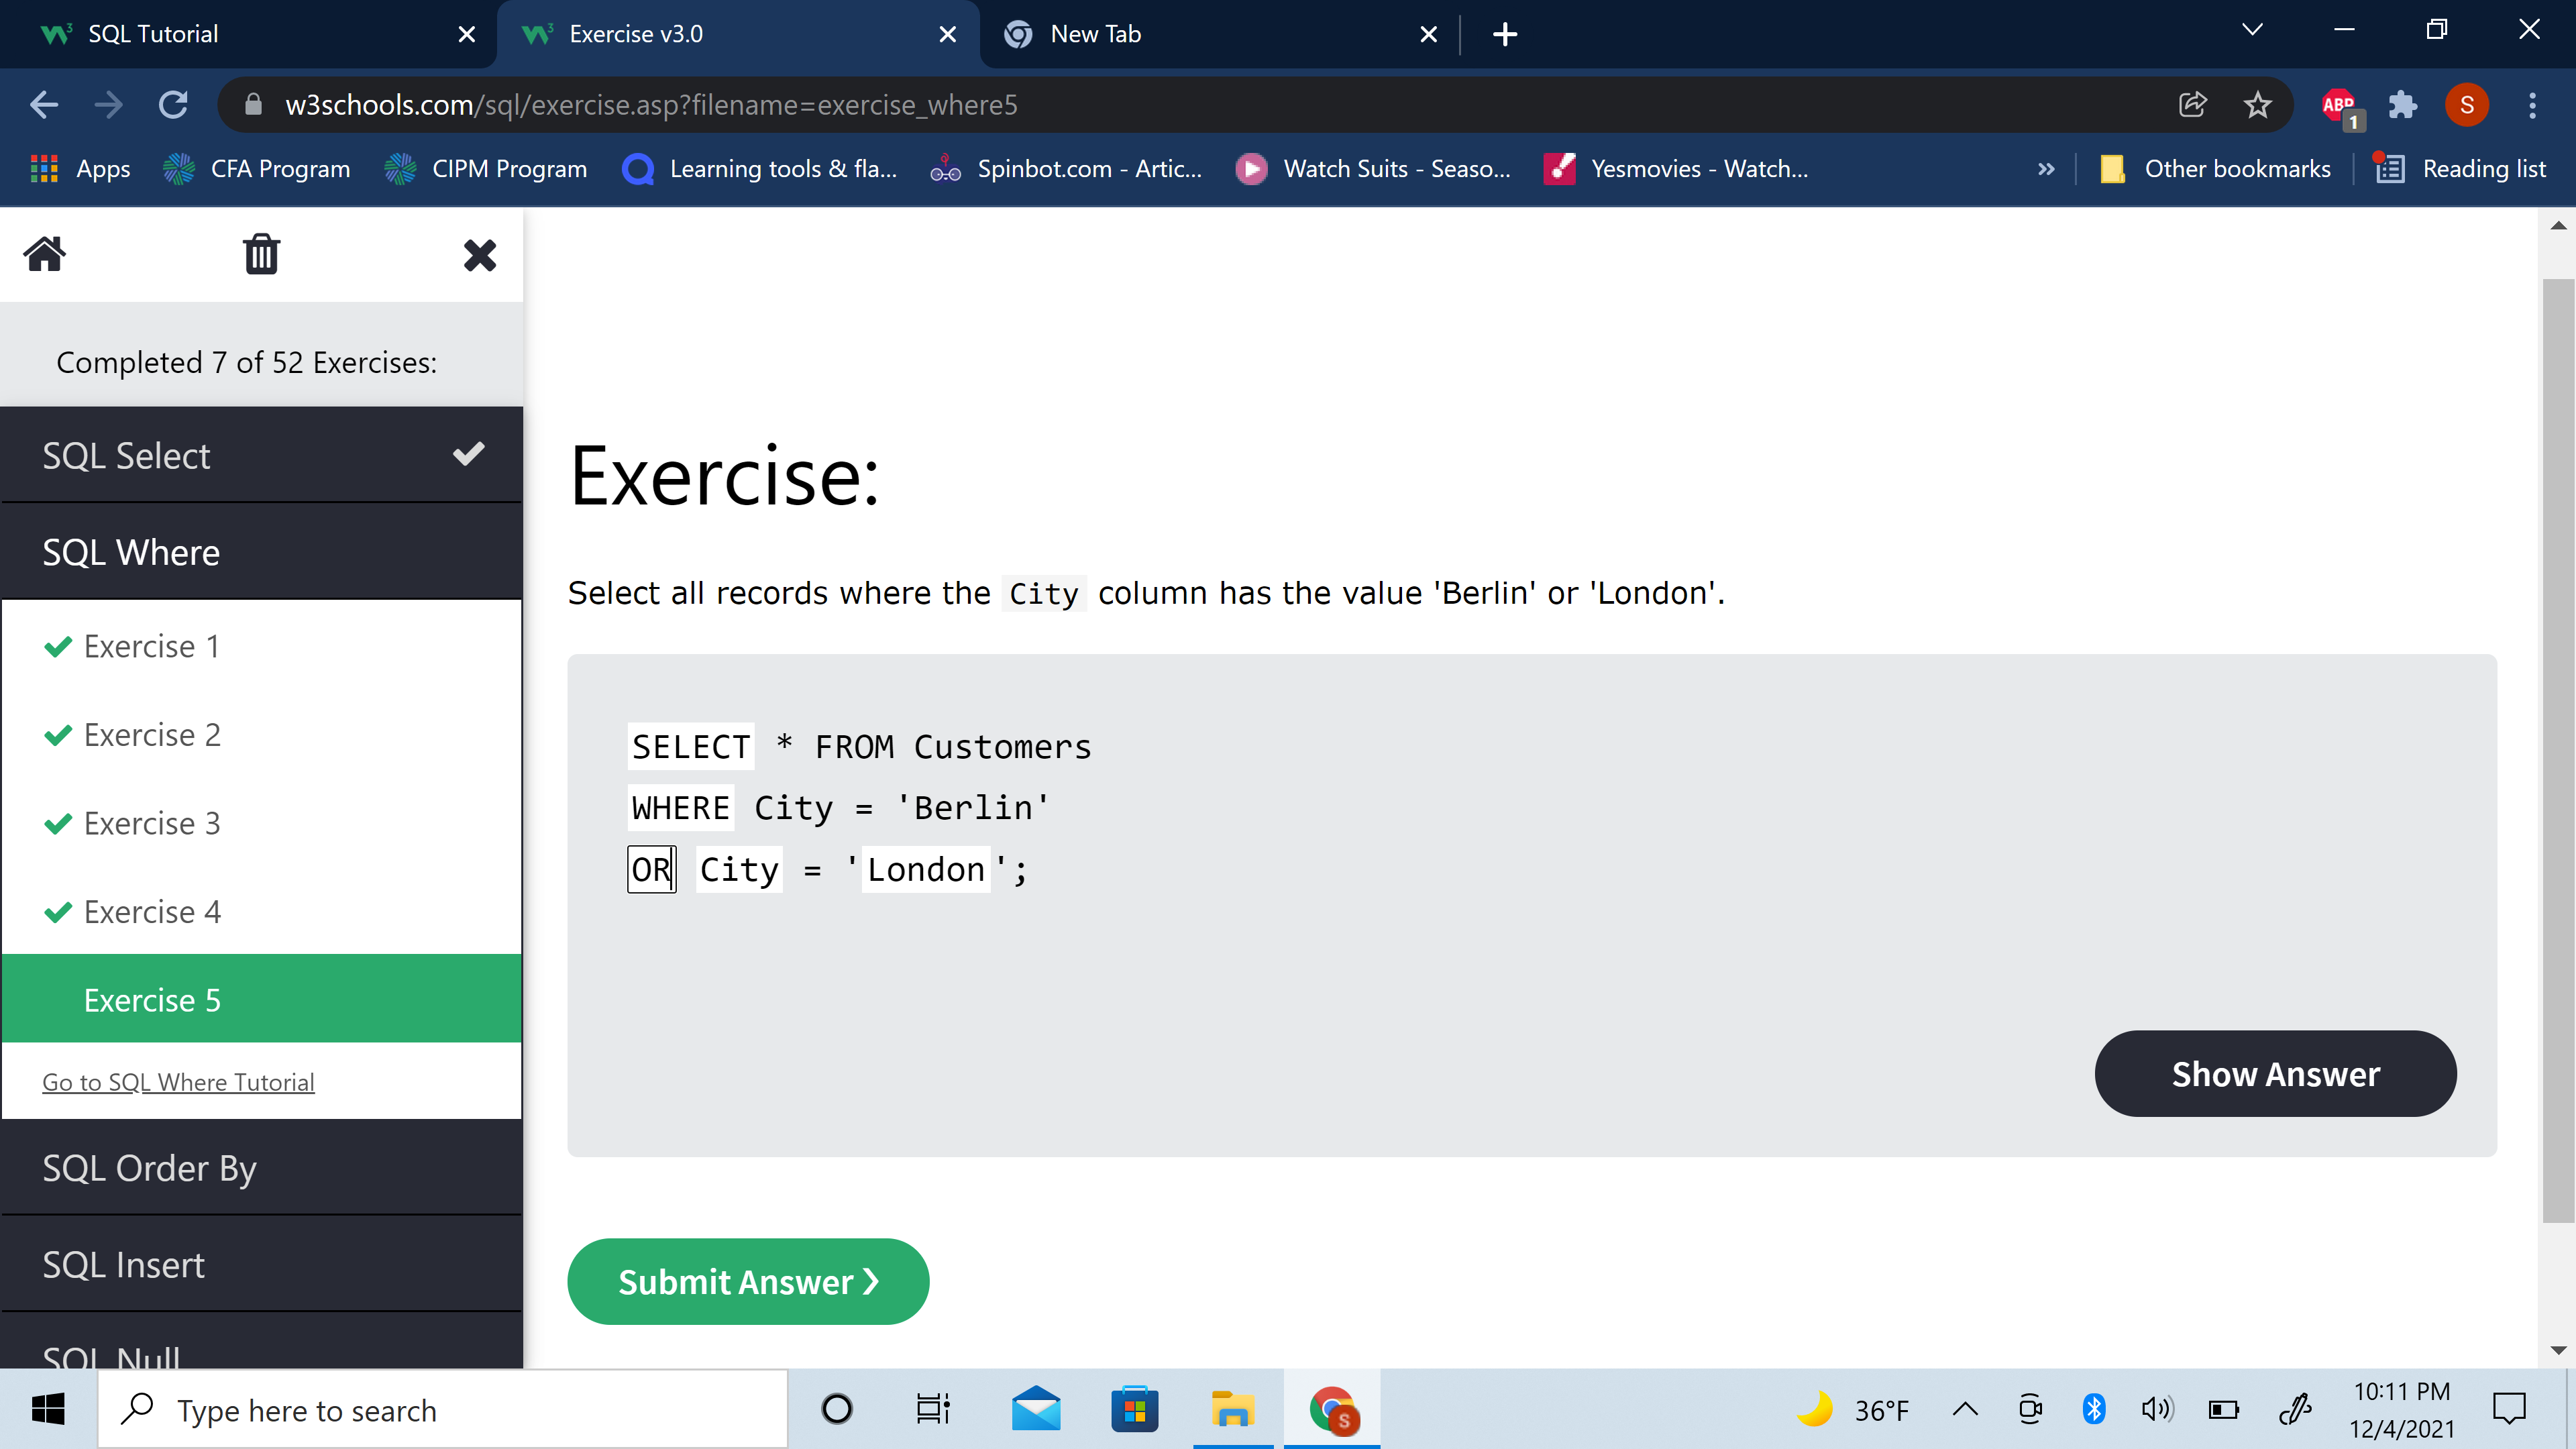 SQL Tutorial
Exercise v3.0
New Tab
w3schools.com/sql/exercise.asp?filename=exercise_where5
ABP
1
S
Apps
CFA Program
CIPM Program
Learning tools & fla...
Spinbot.com - Artic...
Watch Suits - Seaso...
Yesmovies - Watch...
»
Other bookmarks
Reading list
Completed 7 of 52 Exercises:
SQL Select
SQL Where
Exercise 1
Exercise 2
Exercise 3
Exercise 4
Exercise 5
Go to SQL Where Tutorial
SQL Order By
SQL Insert
SQL Null
Exercise:
Select all records where the City column has the value 'Berlin' or 'London'.
SELECT * FROM Customers
WHERE City = 'Berlin'
OR City = 'London';
Show Answer
Submit Answer ❯
Type here to search
S
36°F
10:11 PM
12/4/2021